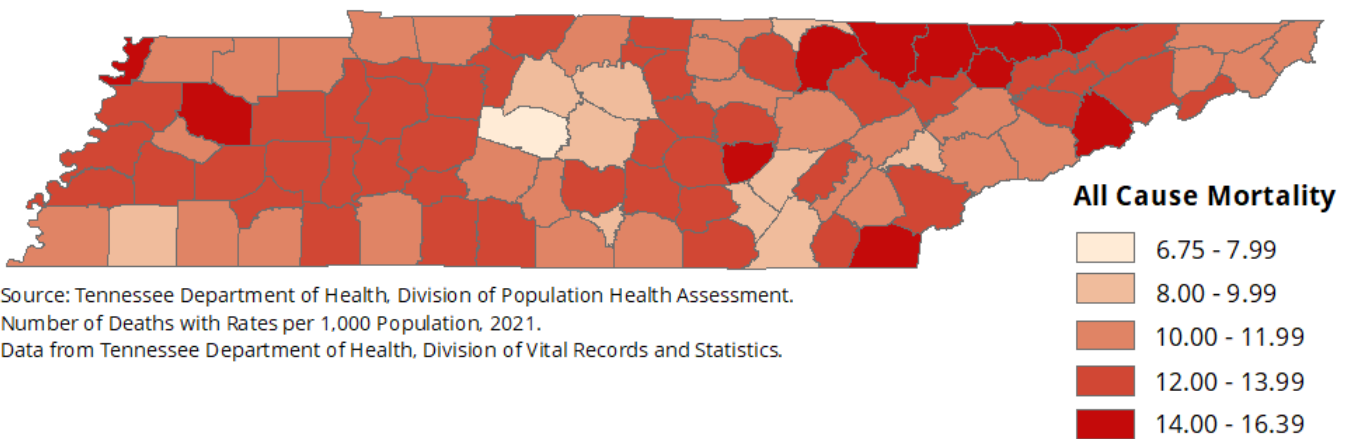 All Cause Mortality
6.75 - 7.99
8.00 - 9.99
10.00 - 11.99
12.00 - 13.99
14.00 - 16.39
Source: Tennessee Department of Health, Division of Population Health Assessment.
Number of Deaths with Rates per 1,000 Population, 2021.
Data from Tennessee Department of Health, Division of Vital Records and Statistics.